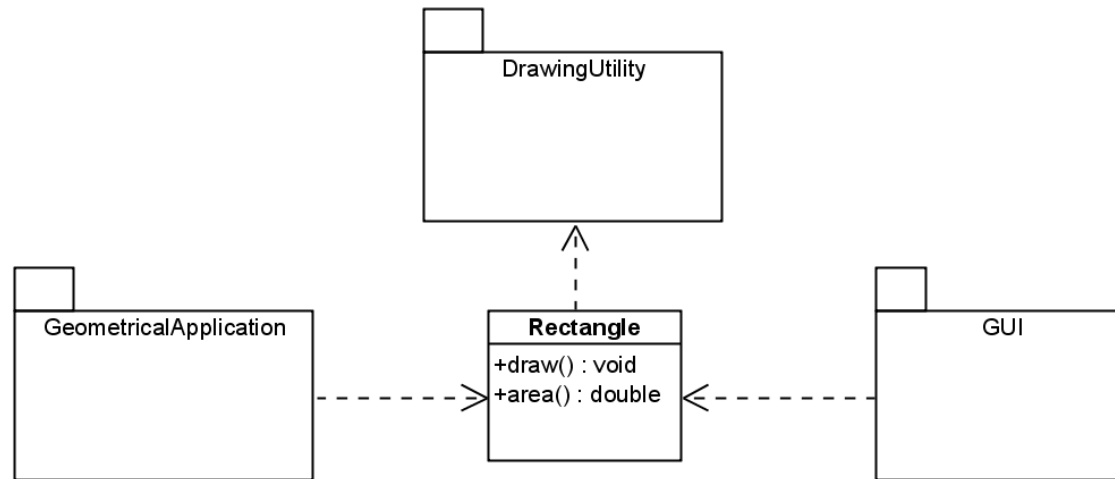 DrawingUtility
GeometricalApplication
Rectangle
+draw() : void
+area() : double
GUI